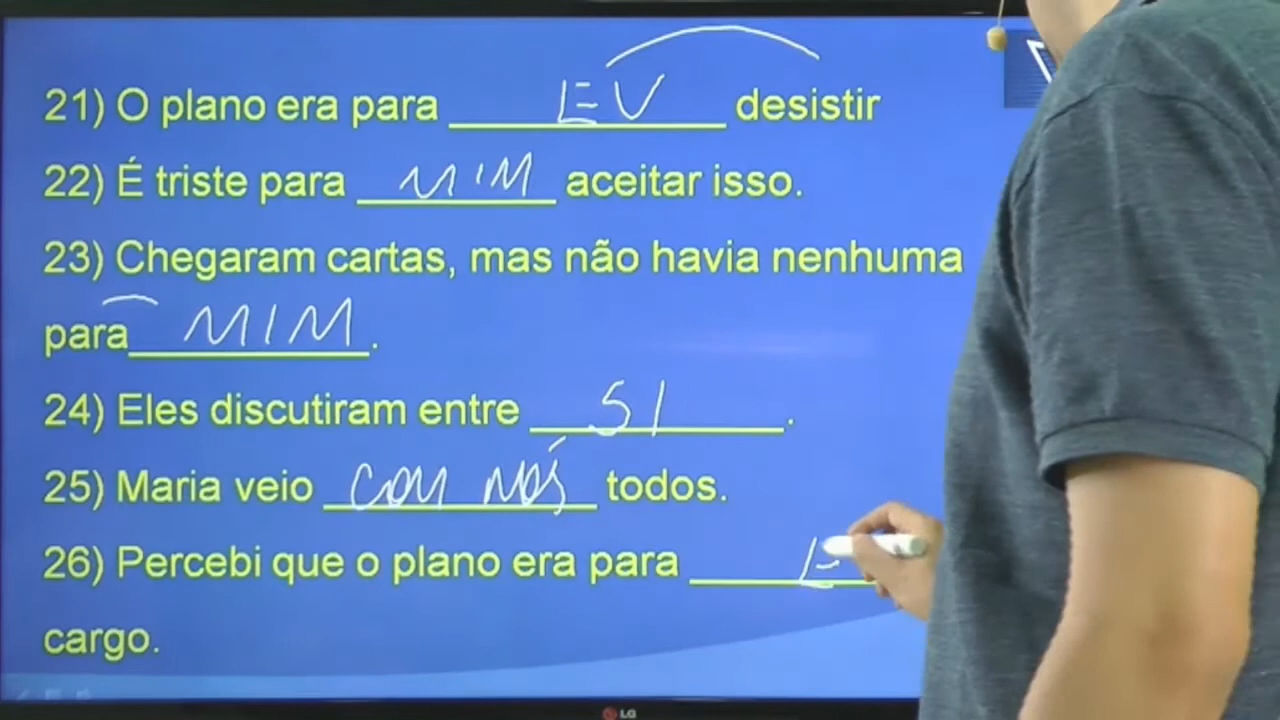 21) O plano era para EU desistir
22) É triste para MIM aceitar isso.
23) Chegaram cartas, mas não havia nenhuma
para MIM.
24) Eles discutiram entre SI.
25) Maria veio COM NÓS todos.
26) Percebi que o plano era para E
cargo.
LG